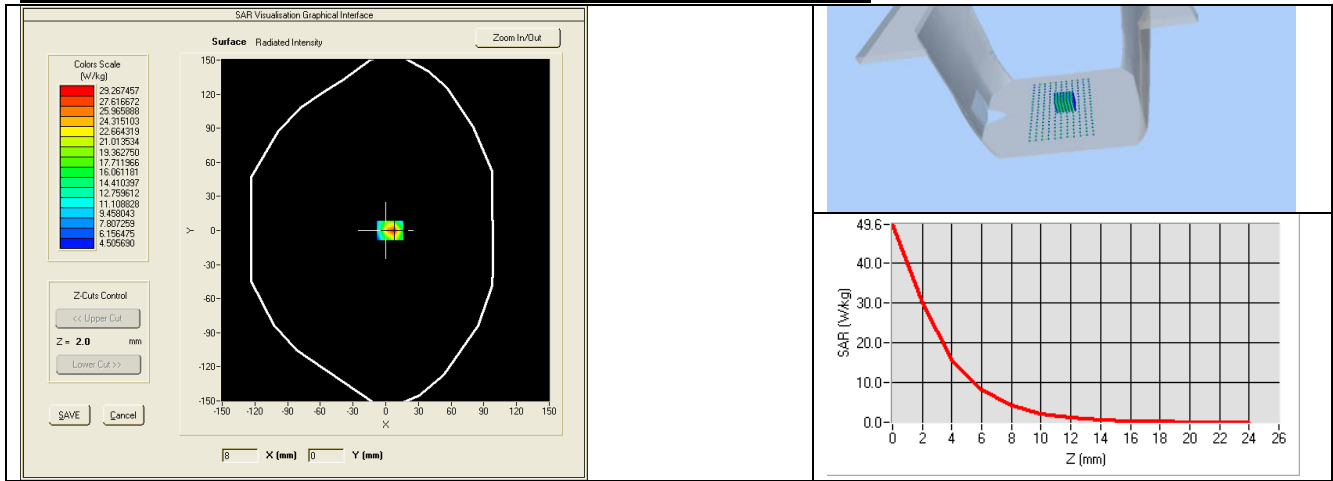 SAR Visualisation Graphical Interface
Surface Radiated Intensity
Zoom In/Out
Colors Scale
(W/kg)
29.267457
27.616672
25.965888
24.315103
22.664319
21.013534
19.362750
17.711966
16.061181
14.410397
12.759612
11.108828
9.458043
7.807259
6.156475
4.505690
Z-Cuts Control
<< Upper Cut
Z = 2.0 mm
Lower Cut >>
SAVE Cancel
150
120
90
60
30
Y 0
-30
-60
-90
-120
-150
-150 -120 -90 -60 -30 0 30 60 90 120 150
X
8 X (mm) 0 Y (mm)
49.6
40.0
30.0
20.0
10.0
0.0
SAR (W/kg)
0 2 4 6 8 10 12 14 16 18 20 22 24 26
Z (mm)